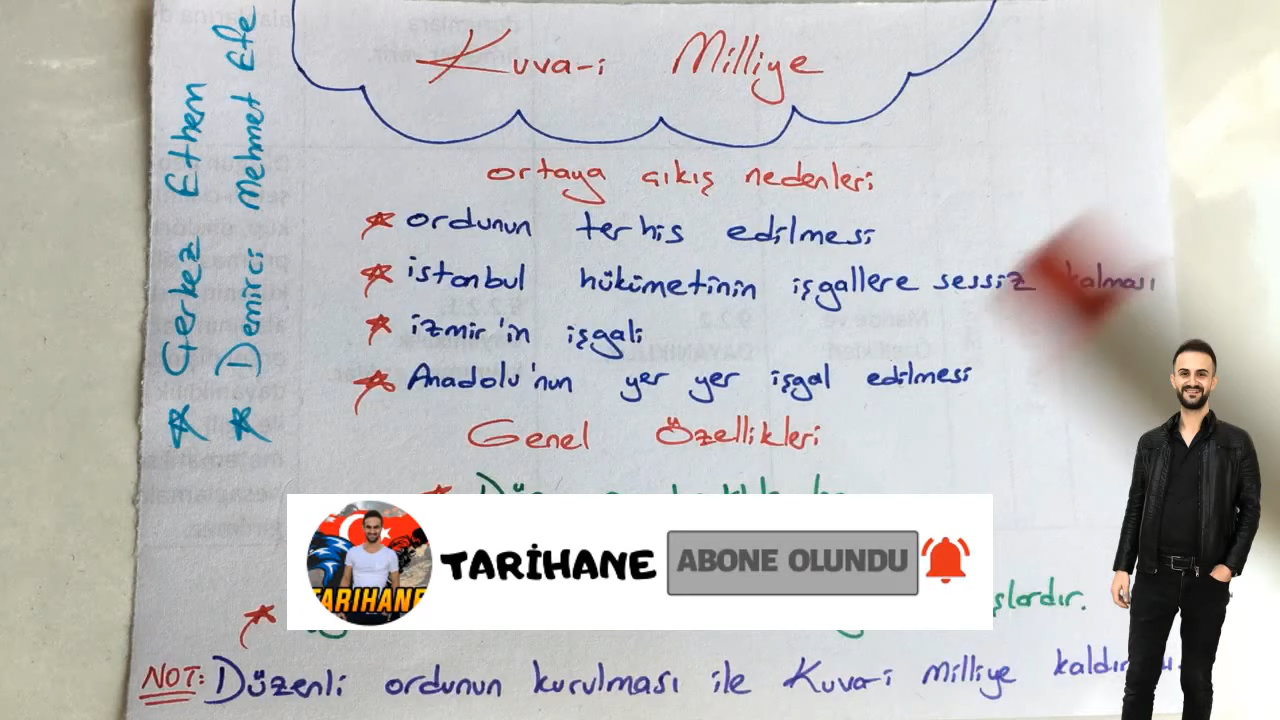 Kuva-i Milliye
ortaya çıkış nedenleri
ordunun terhis edilmesi
istanbul hükümetinin işgallere sessiz kalması
izmir'in işgali
Anadolu'nun yer yer işgal edilmesi
Genel Özellikleri
TARİHANE ABONE OLUNDU
TARIHANE
NOT: Düzenli ordunun kurulması ile Kuva-i Milliye
Çerkez Ethem
Demirci Mehmet Efe